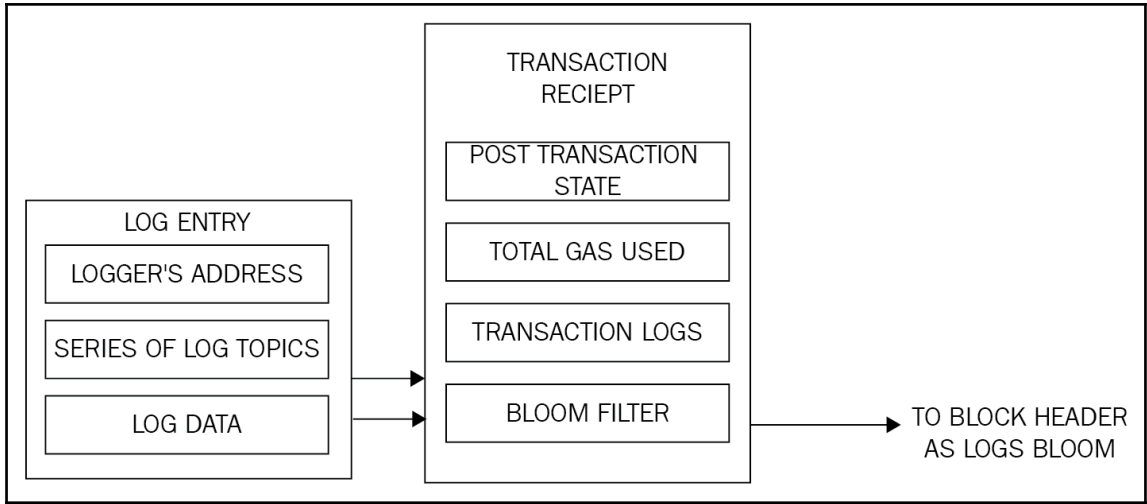 TRANSACTION
RECIEPT
POST TRANSACTION
STATE
LOG ENTRY
LOGGER'S ADDRESS
TOTAL GAS USED
SERIES OF LOG TOPICS
TRANSACTION LOGS
LOG DATA
BLOOM FILTER
TO BLOCK HEADER
AS LOGS BLOOM